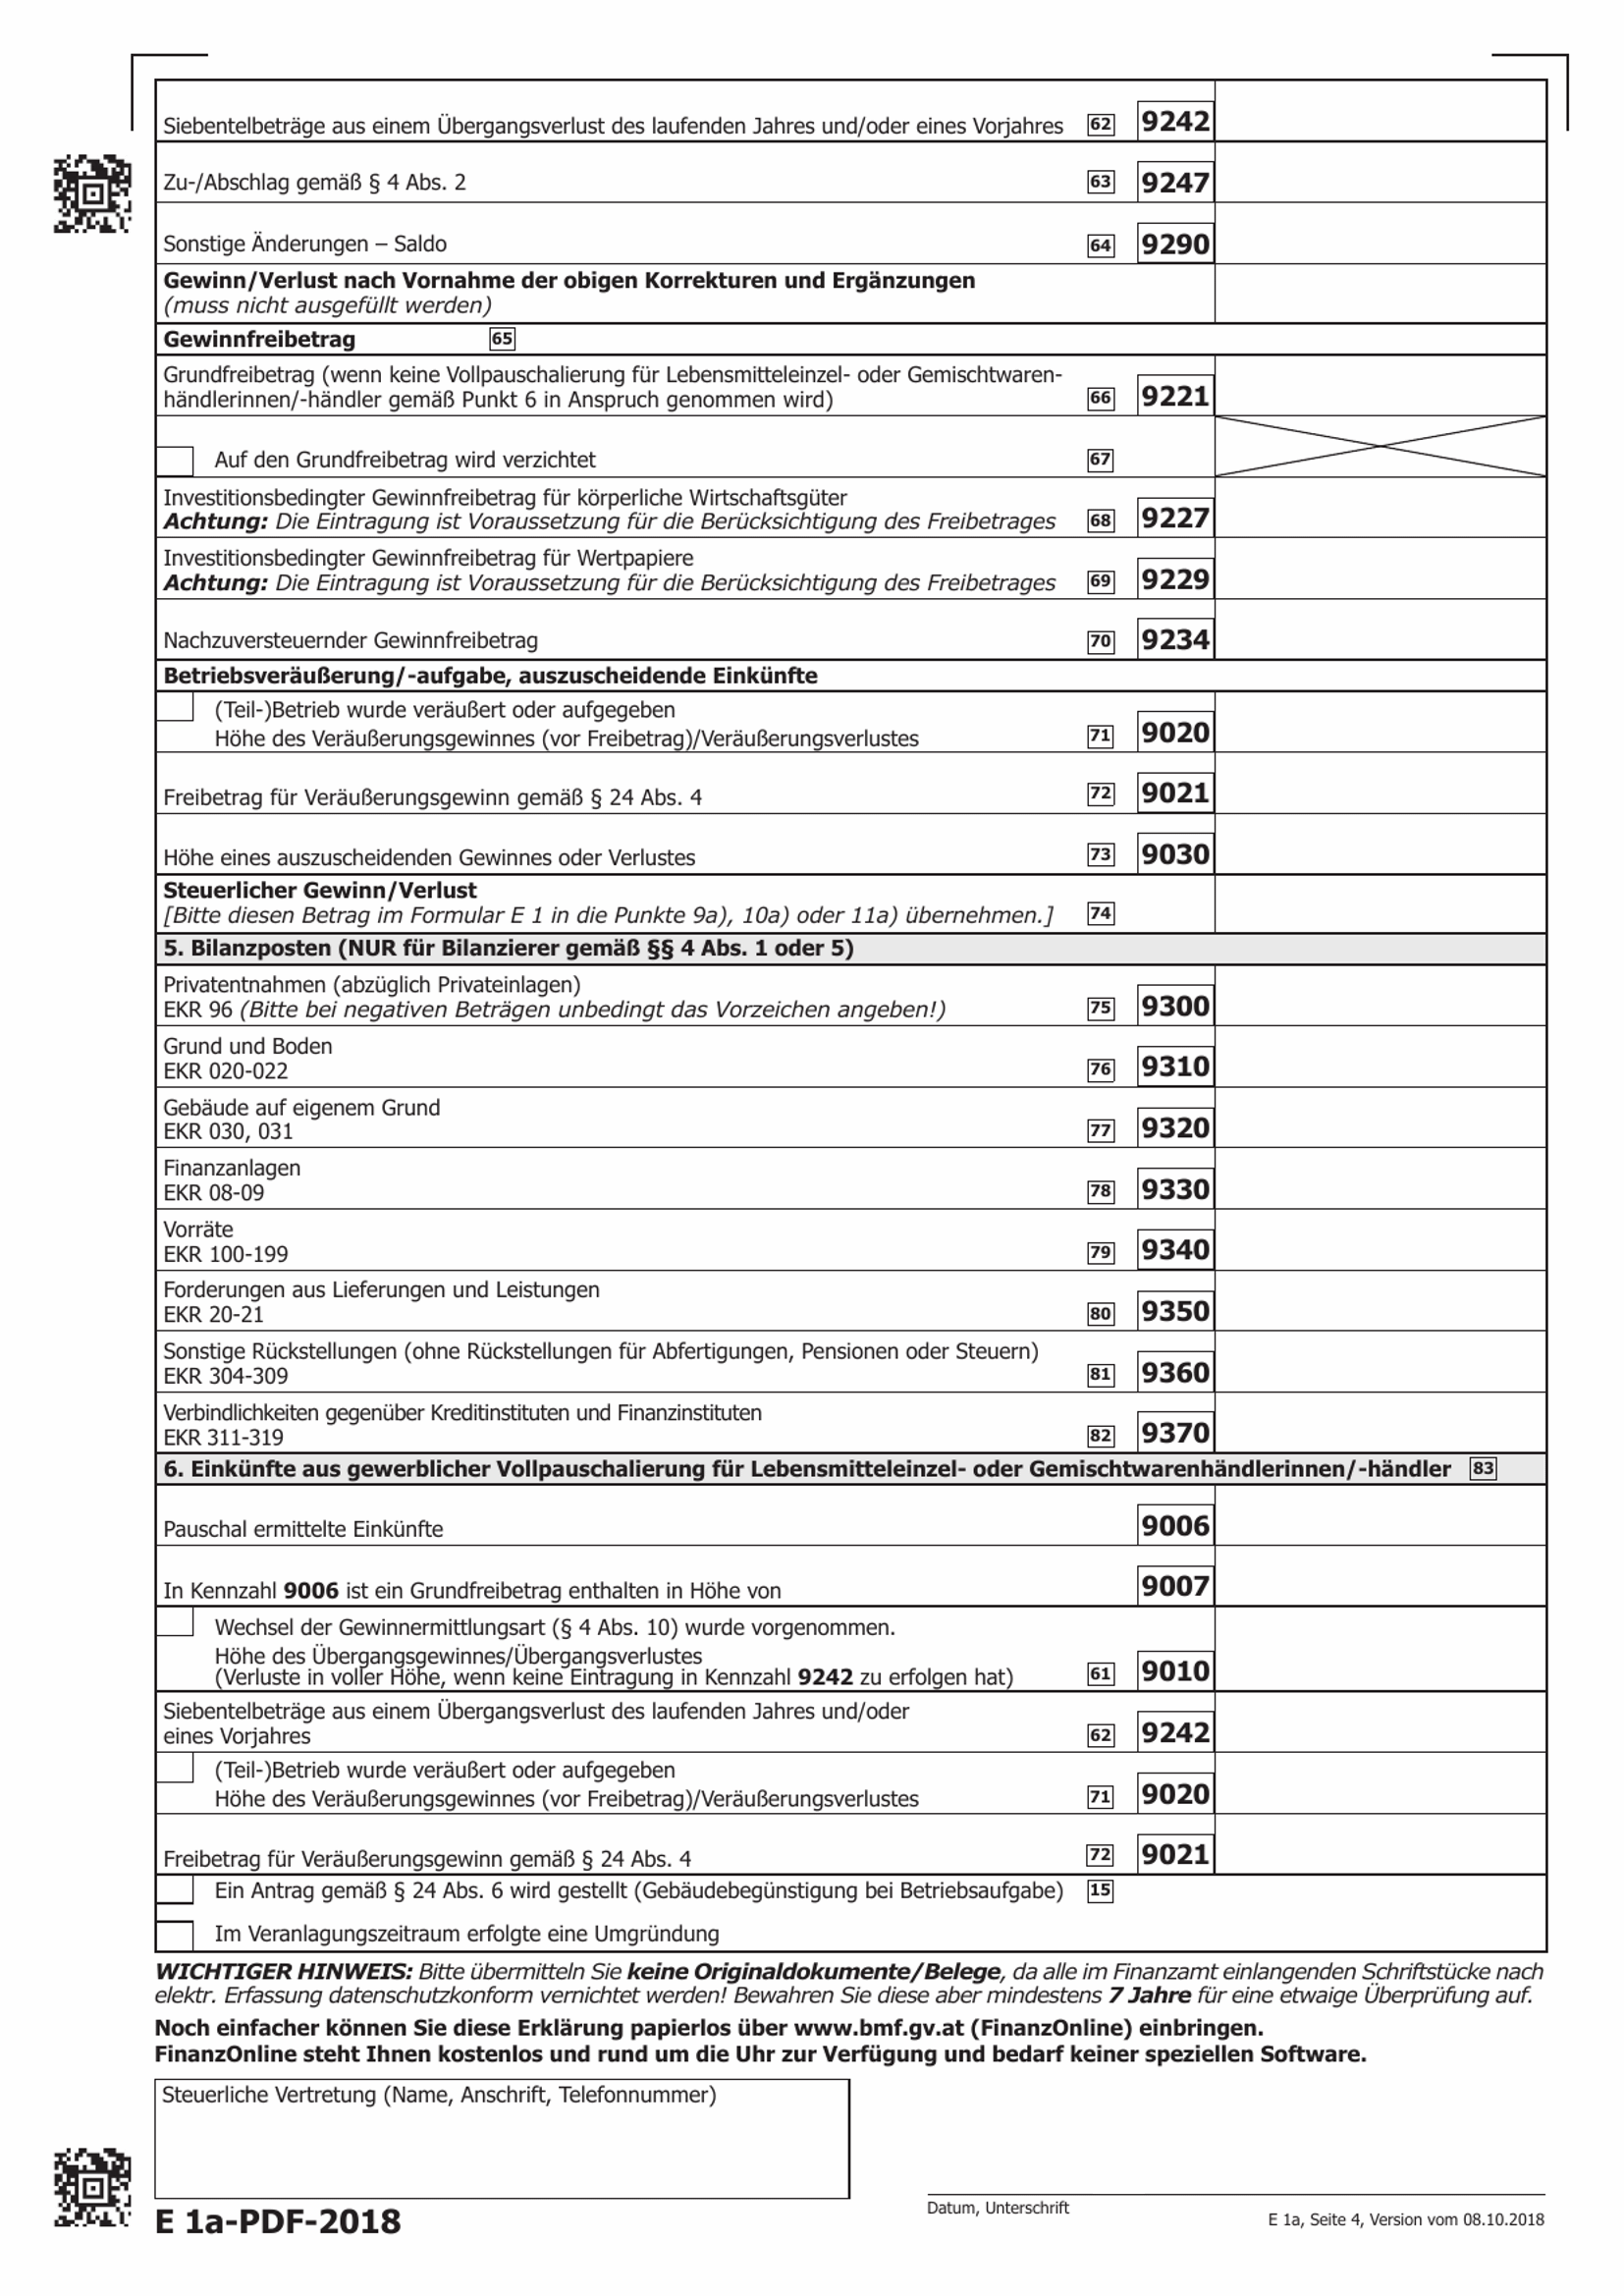 Siebentelbeträge aus einem Übergangsverlust des laufenden Jahres und/oder eines Vorjahres 62 9242
Zu-/Abschlag gemäß § 4 Abs. 2 63 9247
Sonstige Änderungen – Saldo 64 9290
Gewinn/Verlust nach Vornahme der obigen Korrekturen und Ergänzungen
(muss nicht ausgefüllt werden)
Gewinnfreibetrag 65
Grundfreibetrag (wenn keine Vollpauschalierung für Lebensmitteleinzel- oder Gemischtwaren-
händlerinnen/-händler gemäß Punkt 6 in Anspruch genommen wird) 66 9221
Auf den Grundfreibetrag wird verzichtet 67
Investitionsbedingter Gewinnfreibetrag für körperliche Wirtschaftsgüter
Achtung: Die Eintragung ist Voraussetzung für die Berücksichtigung des Freibetrages 68 9227
Investitionsbedingter Gewinnfreibetrag für Wertpapiere
Achtung: Die Eintragung ist Voraussetzung für die Berücksichtigung des Freibetrages 69 9229
Nachzuversteuernder Gewinnfreibetrag 70 9234
Betriebsveräußerung/-aufgabe, auszuscheidende Einkünfte
(Teil-)Betrieb wurde veräußert oder aufgegeben
Höhe des Veräußerungsgewinnes (vor Freibetrag)/Veräußerungsverlustes 71 9020
Freibetrag für Veräußerungsgewinn gemäß § 24 Abs. 4 72 9021
Höhe eines auszuscheidenden Gewinnes oder Verlustes 73 9030
Steuerlicher Gewinn/Verlust
[Bitte diesen Betrag im Formular E 1 in die Punkte 9a), 10a) oder 11a) übernehmen.] 74
5. Bilanzposten (NUR für Bilanzierer gemäß §§ 4 Abs. 1 oder 5)
Privatentnahmen (abzüglich Privateinlagen)
EKR 96 (Bitte bei negativen Beträgen unbedingt das Vorzeichen angeben!) 75 9300
Grund und Boden
EKR 020-022 76 9310
Gebäude auf eigenem Grund
EKR 030, 031 77 9320
Finanzanlagen
EKR 08-09 78 9330
Vorräte
EKR 100-199 79 9340
Forderungen aus Lieferungen und Leistungen
EKR 20-21 80 9350
Sonstige Rückstellungen (ohne Rückstellungen für Abfertigungen, Pensionen oder Steuern)
EKR 304-309 81 9360
Verbindlichkeiten gegenüber Kreditinstituten und Finanzinstituten
EKR 311-319 82 9370
6. Einkünfte aus gewerblicher Vollpauschalierung für Lebensmitteleinzel- oder Gemischtwarenhändlerinnen/-händler 83
Pauschal ermittelte Einkünfte 9006
In Kennzahl 9006 ist ein Grundfreibetrag enthalten in Höhe von 9007
Wechsel der Gewinnermittlungsart (§ 4 Abs. 10) wurde vorgenommen.
Höhe des Übergangsgewinnes/Übergangsverlustes
(Verluste in voller Höhe, wenn keine Eintragung in Kennzahl 9242 zu erfolgen hat) 61 9010
Siebentelbeträge aus einem Übergangsverlust des laufenden Jahres und/oder
eines Vorjahres 62 9242
(Teil-)Betrieb wurde veräußert oder aufgegeben
Höhe des Veräußerungsgewinnes (vor Freibetrag)/Veräußerungsverlustes 71 9020
Freibetrag für Veräußerungsgewinn gemäß § 24 Abs. 4 72 9021
Ein Antrag gemäß § 24 Abs. 6 wird gestellt (Gebäudebegünstigung bei Betriebsaufgabe) 15
Im Veranlagungszeitraum erfolgte eine Umgründung
WICHTIGER HINWEIS: Bitte übermitteln Sie keine Originaldokumente/Belege, da alle im Finanzamt einlangenden Schriftstücke nach
elektr. Erfassung datenschutzkonform vernichtet werden! Bewahren Sie diese aber mindestens 7 Jahre für eine etwaige Überprüfung auf.
Noch einfacher können Sie diese Erklärung papierlos über www.bmf.gv.at (FinanzOnline) einbringen.
FinanzOnline steht Ihnen kostenlos und rund um die Uhr zur Verfügung und bedarf keiner speziellen Software.
Steuerliche Vertretung (Name, Anschrift, Telefonnummer)
Datum, Unterschrift
E 1a-PDF-2018
E 1a, Seite 4, Version vom 08.10.2018